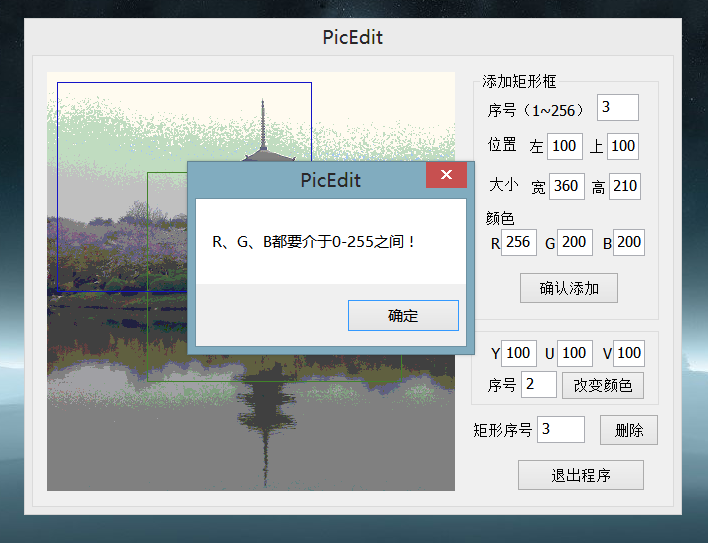 PicEdit
添加矩形框
序号（1~256） 3
位置 左 100 上 100
大小 宽 360 高 210
颜色
R 256 G 200 B 200
确认添加
PicEdit
R、G、B都要介于0-255之间！
确定
Y 100 U 100 V 100
序号 2 改变颜色
矩形序号 3 删除
退出程序